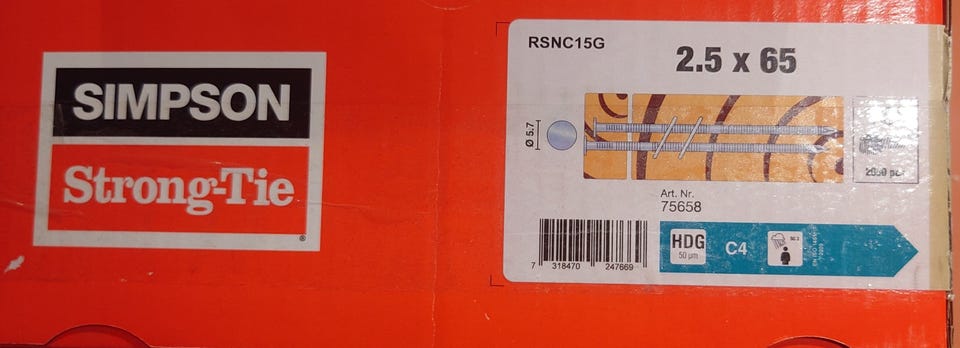 SIMPSON
Strong-Tie
®
RSNC15G
2.5 x 65
Ø 5.7
Art. Nr.
75658
7 318470 247669
HDG
50 µm
C4